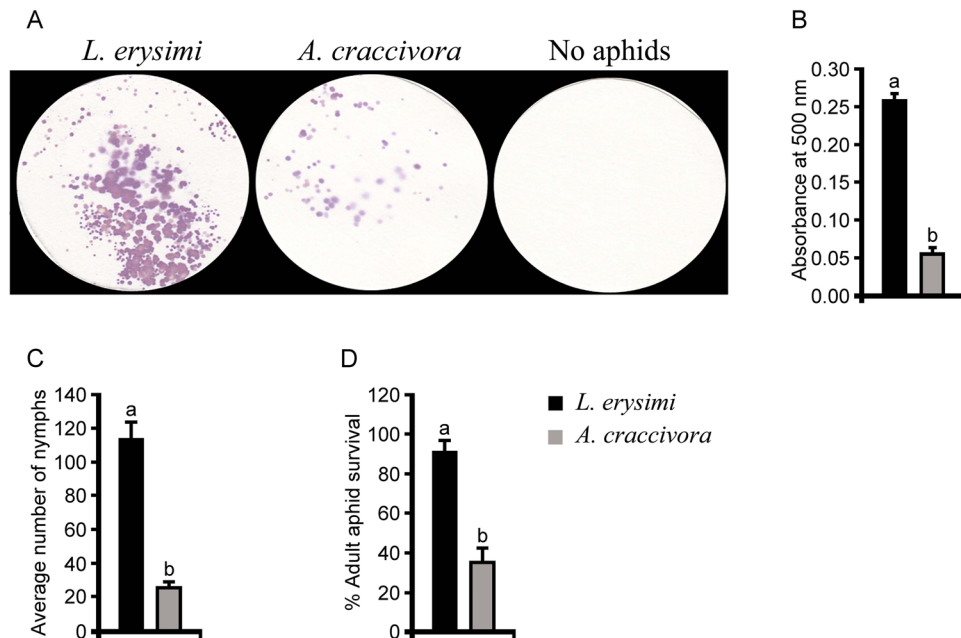 A
L. erysimi A. craccivora No aphids
B
Absorbance at 500 nm
0.30
0.25
0.20
0.15
0.10
0.05
0.00
a
b
C
Average number of nymphs
140
120
100
80
60
40
20
0
a
b
D
% Adult aphid survival
120
100
80
60
40
20
0
a
b
L. erysimi
A. craccivora